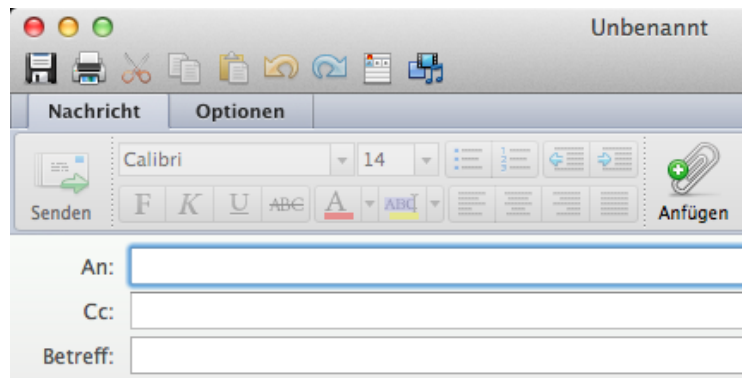 Unbenannt
Nachricht Optionen
Calibri 14
Senden F K U ABC A ABC Anfügen
An:
Cc:
Betreff: